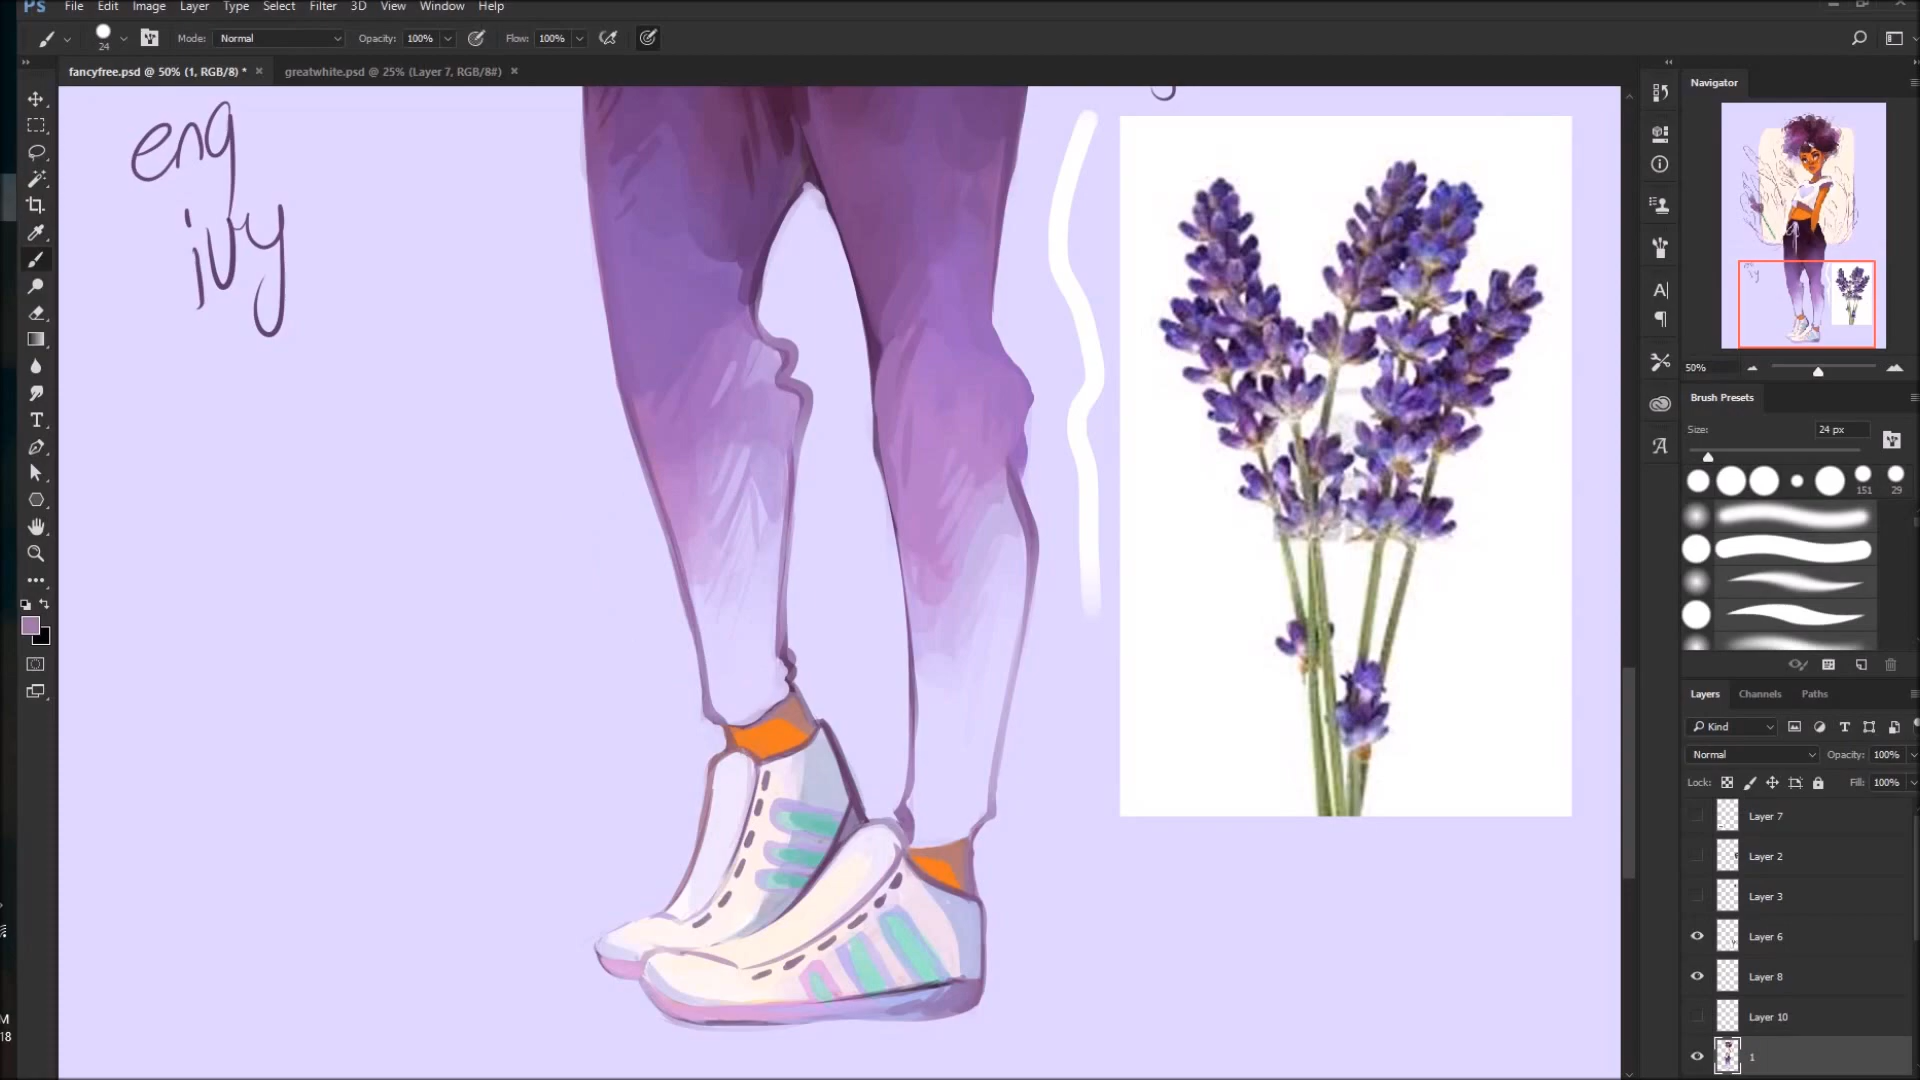 Ps File Edit Image Layer Type Select Filter 3D View Window Help
24 Mode: Normal Opacity: 100% Flow: 100%
fancyfree.psd @ 50% (1, RGB/8) * × greatwhite.psd @ 25% (Layer 7, RGB/8#) ×
eng
ivy
Navigator
50%
Brush Presets
Size: 24 px
151 29
Layers Channels Paths
Kind
Normal Opacity: 100%
Lock: Fill: 100%
Layer 7
Layer 2
Layer 3
Layer 6
Layer 8
Layer 10
1
M
18